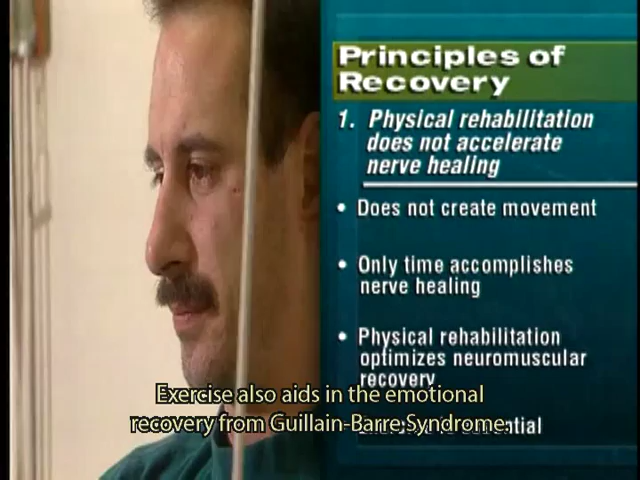 Principles of
Recovery
1. Physical rehabilitation
does not accelerate
nerve healing
• Does not create movement
• Only time accomplishes
nerve healing
• Physical rehabilitation
optimizes neuromuscular
recovery
Exercise also aids in the emotional
recovery from Guillain-Barre Syndrome.